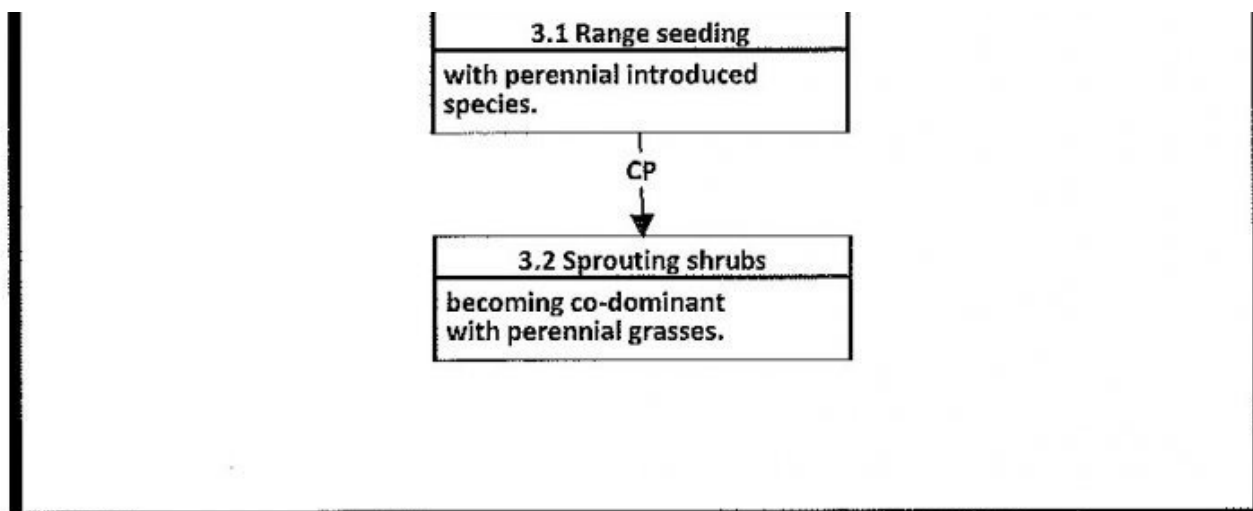 3.1 Range seeding
with perennial introduced
species.
CP
3.2 Sprouting shrubs
becoming co-dominant
with perennial grasses.